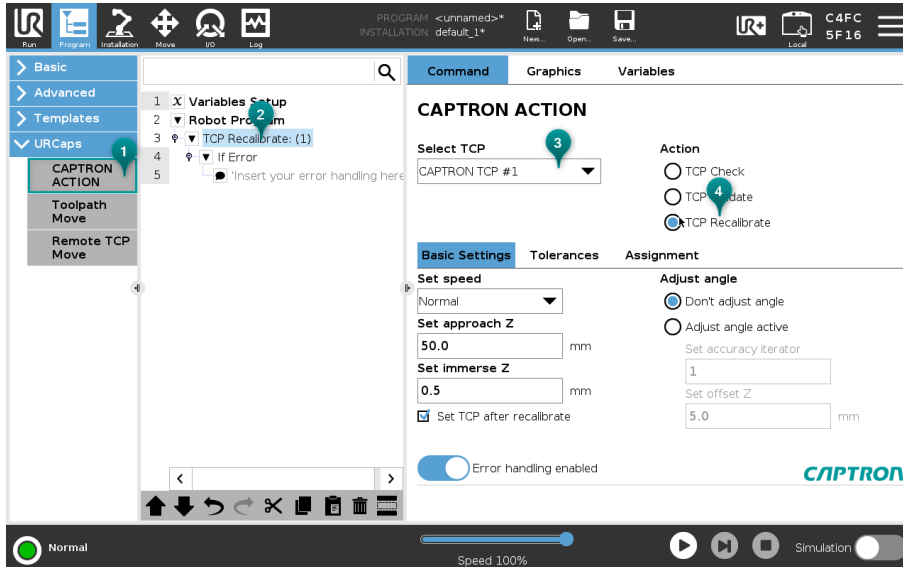 UR
Run
Program
Installation
Move
I/O
Log
PROGRAM <unnamed>*
INSTALLATION default_1*
New...
Open...
Save...
UR+
Local
C4FC
5F16
Basic
Advanced
Templates
URCaps
1
CAPTRON
ACTION
Toolpath
Move
Remote TCP
Move
1 X Variables Setup
2 Robot Program
2
3 TCP Recalibrate: (1)
4 If Error
5 'Insert your error handling here
Command Graphics Variables
CAPTRON ACTION
Select TCP
3
CAPTRON TCP #1
Action
TCP Check
TCP Update
4
TCP Recalibrate
Basic Settings Tolerances Assignment
Set speed
Normal
Set approach Z
50.0 mm
Set immerse Z
0.5 mm
Set TCP after recalibrate
Adjust angle
Don't adjust angle
Adjust angle active
Set accuracy iterator
1
Set offset Z
5.0 mm
Error handling enabled
CAPTRON
Normal
Speed 100%
Simulation